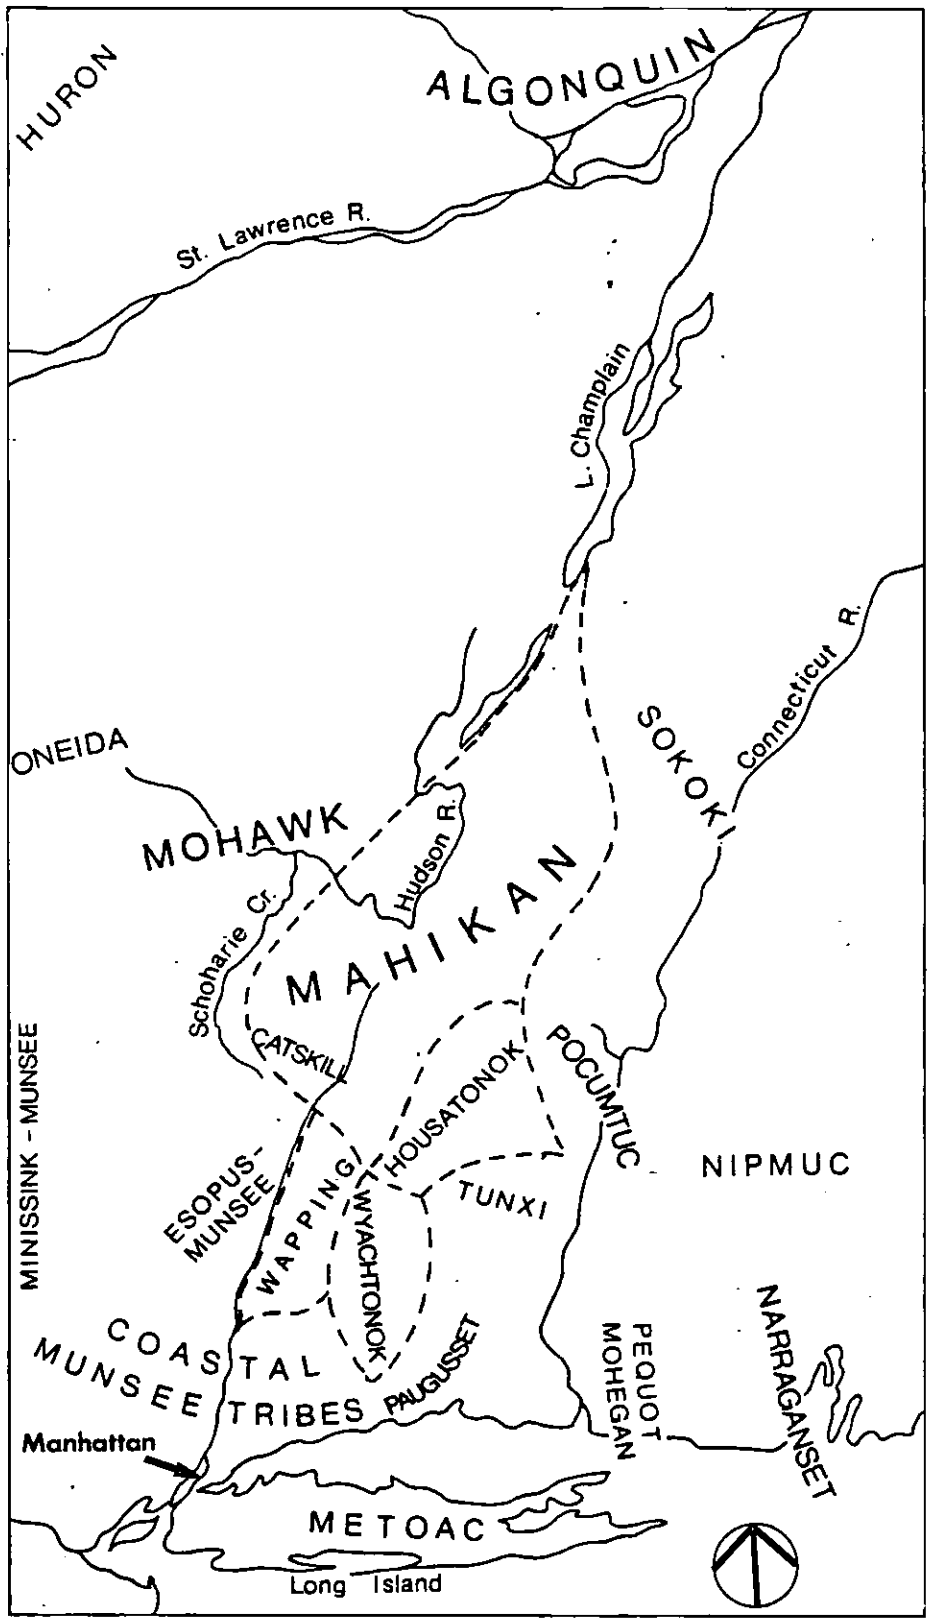 HURON
ALGONQUIN
St. Lawrence R.
L. Champlain
Connecticut R.
SOKOKI
ONEIDA
MOHAWK
Hudson R.
Schoharie Cr.
MAHIKAN
CATSKILL
POCUMTUC
HOUSATONOK
MINISSINK - MUNSEE
ESOPUS-
MUNSEE
WAPPING
WYACHTONOK
TUNXI
NIPMUC
COASTAL
MUNSEE TRIBES
PAUGUSSET
PEQUOT
MOHEGAN
NARRAGANSET
Manhattan
METOAC
Long Island